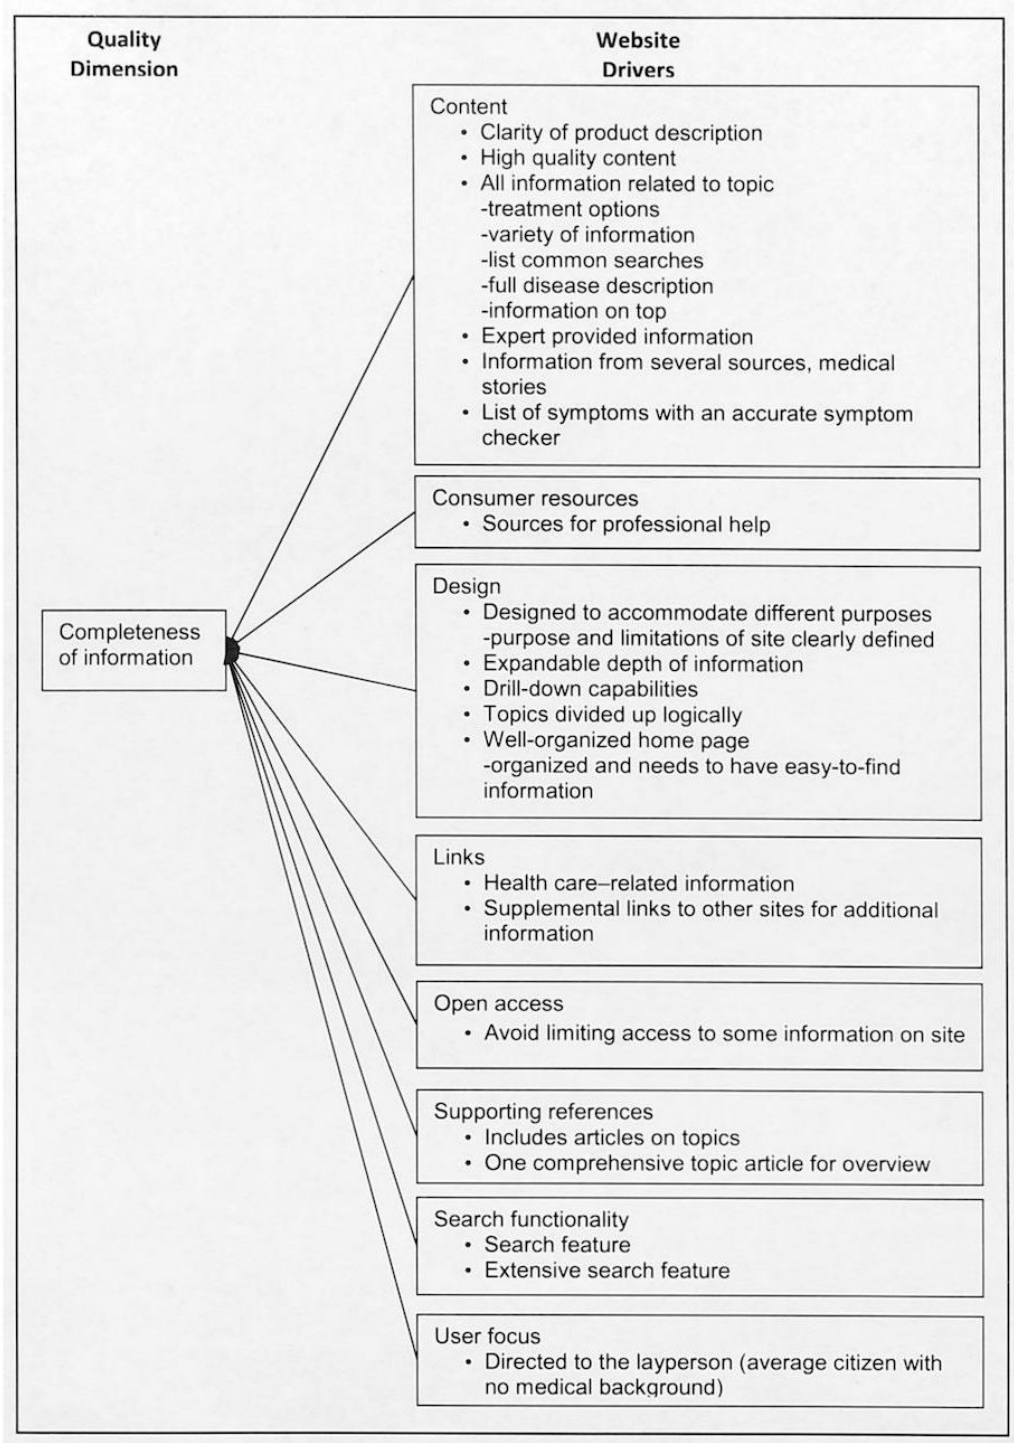 Quality
Dimension
Website
Drivers
Completeness
of information
Content
• Clarity of product description
• High quality content
• All information related to topic
-treatment options
-variety of information
-list common searches
-full disease description
-information on top
• Expert provided information
• Information from several sources, medical
stories
• List of symptoms with an accurate symptom
checker
Consumer resources
• Sources for professional help
Design
• Designed to accommodate different purposes
-purpose and limitations of site clearly defined
• Expandable depth of information
• Drill-down capabilities
• Topics divided up logically
• Well-organized home page
-organized and needs to have easy-to-find
information
Links
• Health care–related information
• Supplemental links to other sites for additional
information
Open access
• Avoid limiting access to some information on site
Supporting references
• Includes articles on topics
• One comprehensive topic article for overview
Search functionality
• Search feature
• Extensive search feature
User focus
• Directed to the layperson (average citizen with
no medical background)